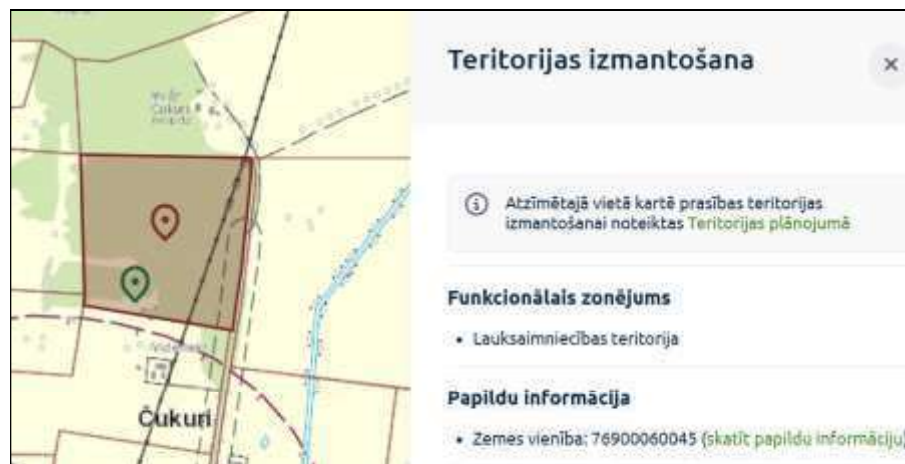 Teritorijas izmantošana
Atzīmētajā vietā kartē prasības teritorijas
izmantošanai noteiktas Teritorijas plānojumā
Funkcionālais zonējums
• Lauksaimniecības teritorija
Papildu informācija
• Zemes vienība: 76900060045 (skatīt papildu informāciju)
Čukuri
Čukuri